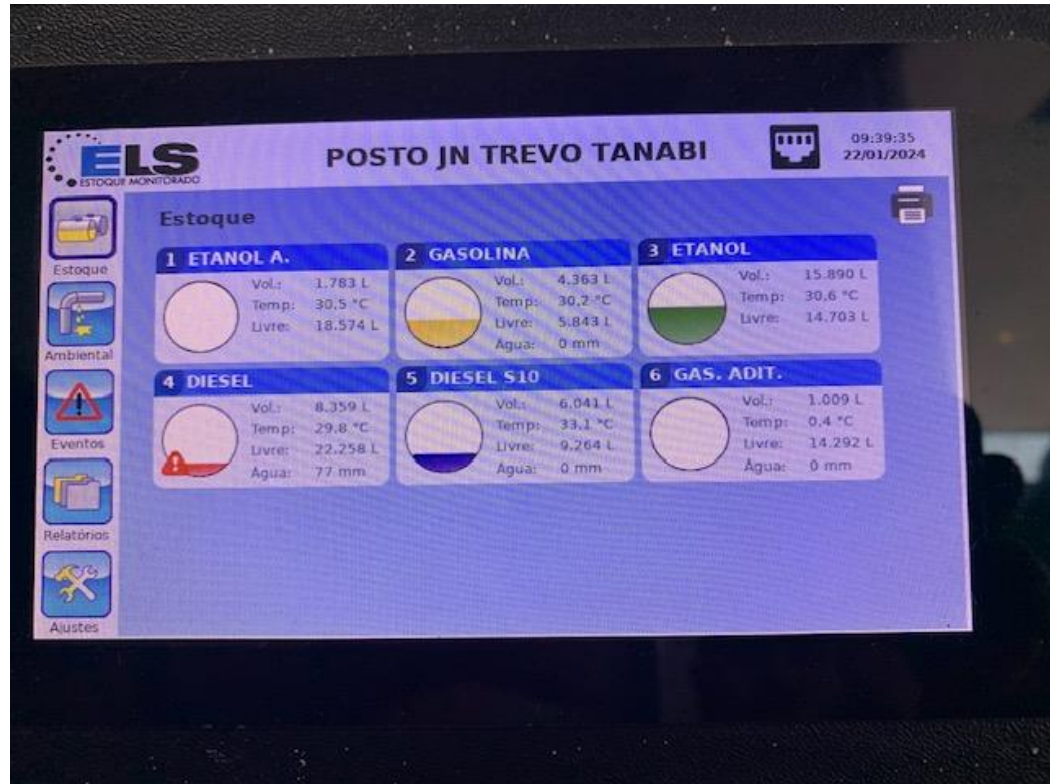 ELS
ESTOQUE MONITORADO
POSTO JN TREVO TANABI
09:39:35
22/01/2024
Estoque
Ambiental
Eventos
Relatórios
Ajustes
Estoque
1 ETANOL A.
Vol.: 1.783 L
Temp: 30.5 °C
Livre: 18.574 L
2 GASOLINA
Vol.: 4.363 L
Temp: 30,2 °C
Livre: 5.843 L
Água: 0 mm
3 ETANOL
Vol.: 15.890 L
Temp: 30,6 °C
Livre: 14.703 L
4 DIESEL
Vol.: 8.359 L
Temp: 29,8 °C
Livre: 22.258 L
Água: 77 mm
5 DIESEL S10
Vol.: 6.041 L
Temp: 33,1 °C
Livre: 9.264 L
Água: 0 mm
6 GAS. ADIT.
Vol.: 1.009 L
Temp: 0,4 °C
Livre: 14.292 L
Água: 0 mm